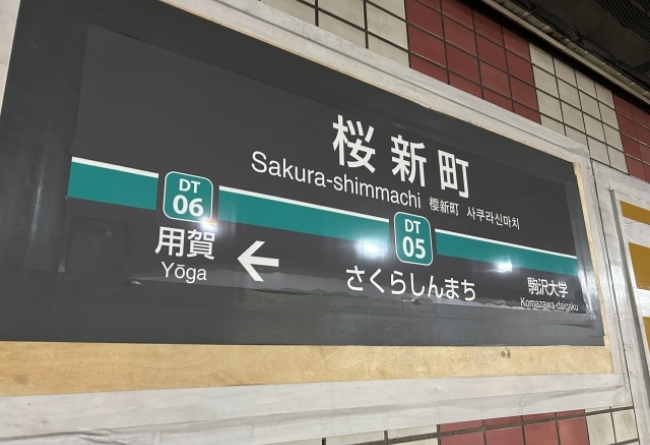 桜新町
Sakura-shimmachi 櫻新町 사쿠라신마치
DT
06
DT
05
用賀
Yōga
←
さくらしんまち
駒沢大学
Komazawa-daigaku